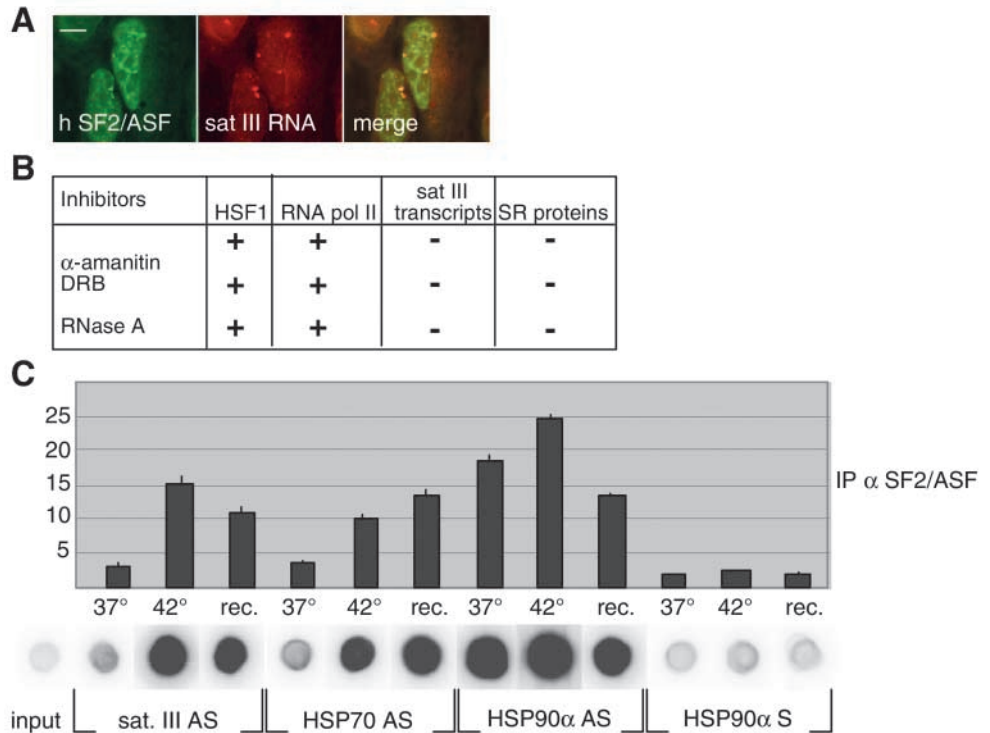 A
h SF2/ASF sat III RNA merge
B
Inhibitors HSF1 RNA pol II sat III transcripts SR proteins
+ + - -
α-amanitin
DRB + + - -
RNase A + + - -
C
25
20
15
10
5
IP α SF2/ASF
37° 42° rec. 37° 42° rec. 37° 42° rec. 37° 42° rec.
input sat. III AS HSP70 AS HSP90α AS HSP90α S